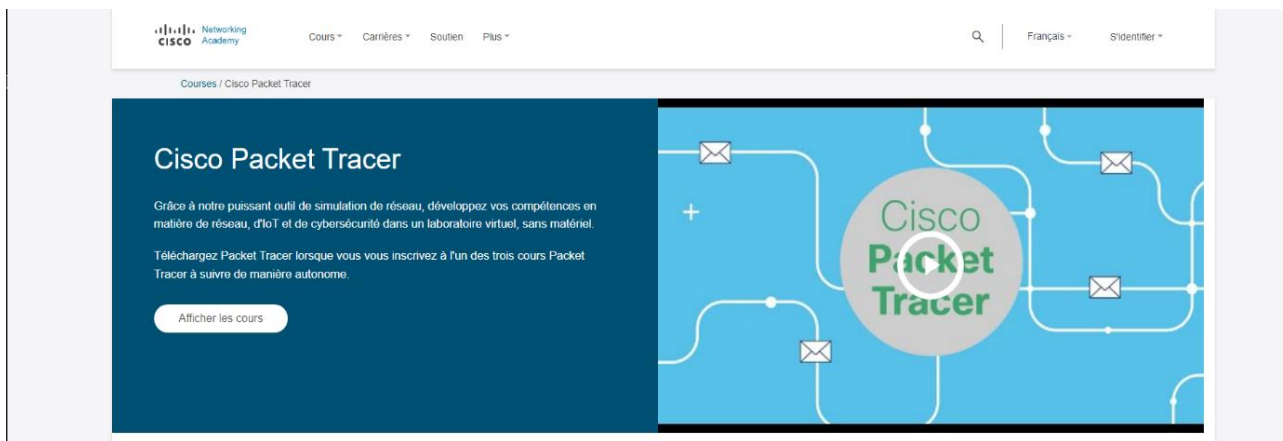 Networking
CISCO Academy
Cours
Carrières
Soutien
Plus
Français
S'identifier
Courses / Cisco Packet Tracer
Cisco Packet Tracer
Grâce à notre puissant outil de simulation de réseau, développez vos compétences en
matière de réseau, d'IoT et de cybersécurité dans un laboratoire virtuel, sans matériel.
Téléchargez Packet Tracer lorsque vous vous inscrivez à l'un des trois cours Packet
Tracer à suivre de manière autonome.
Afficher les cours
Cisco
Packet
Tracer